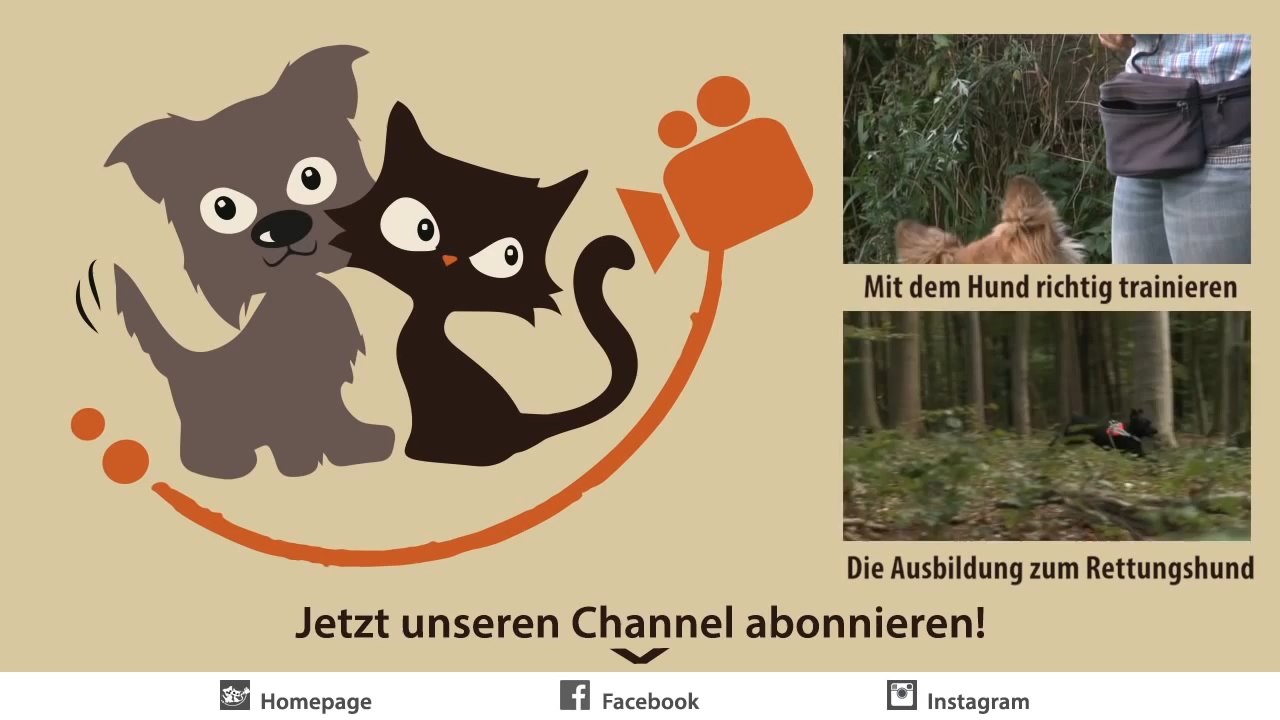 Mit dem Hund richtig trainieren
Die Ausbildung zum Rettungshund
Jetzt unseren Channel abonnieren!
Homepage
Facebook
Instagram